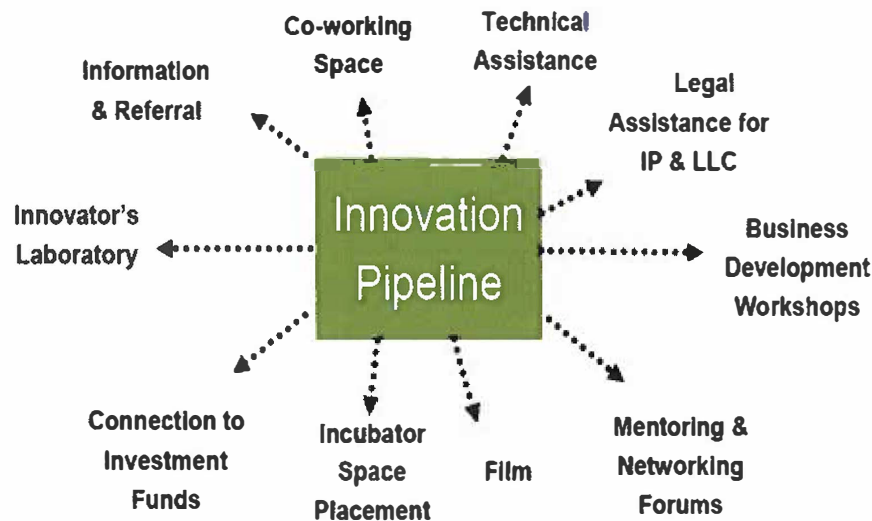 Co-working
Space
Technical
Assistance
Information
& Referral
Legal
Assistance for
IP & LLC
Innovator's
Laboratory
Innovation
Pipeline
Business
Development
Workshops
Connection to
Investment
Funds
Incubator
Space
Placement
Film
Mentoring &
Networking
Forums